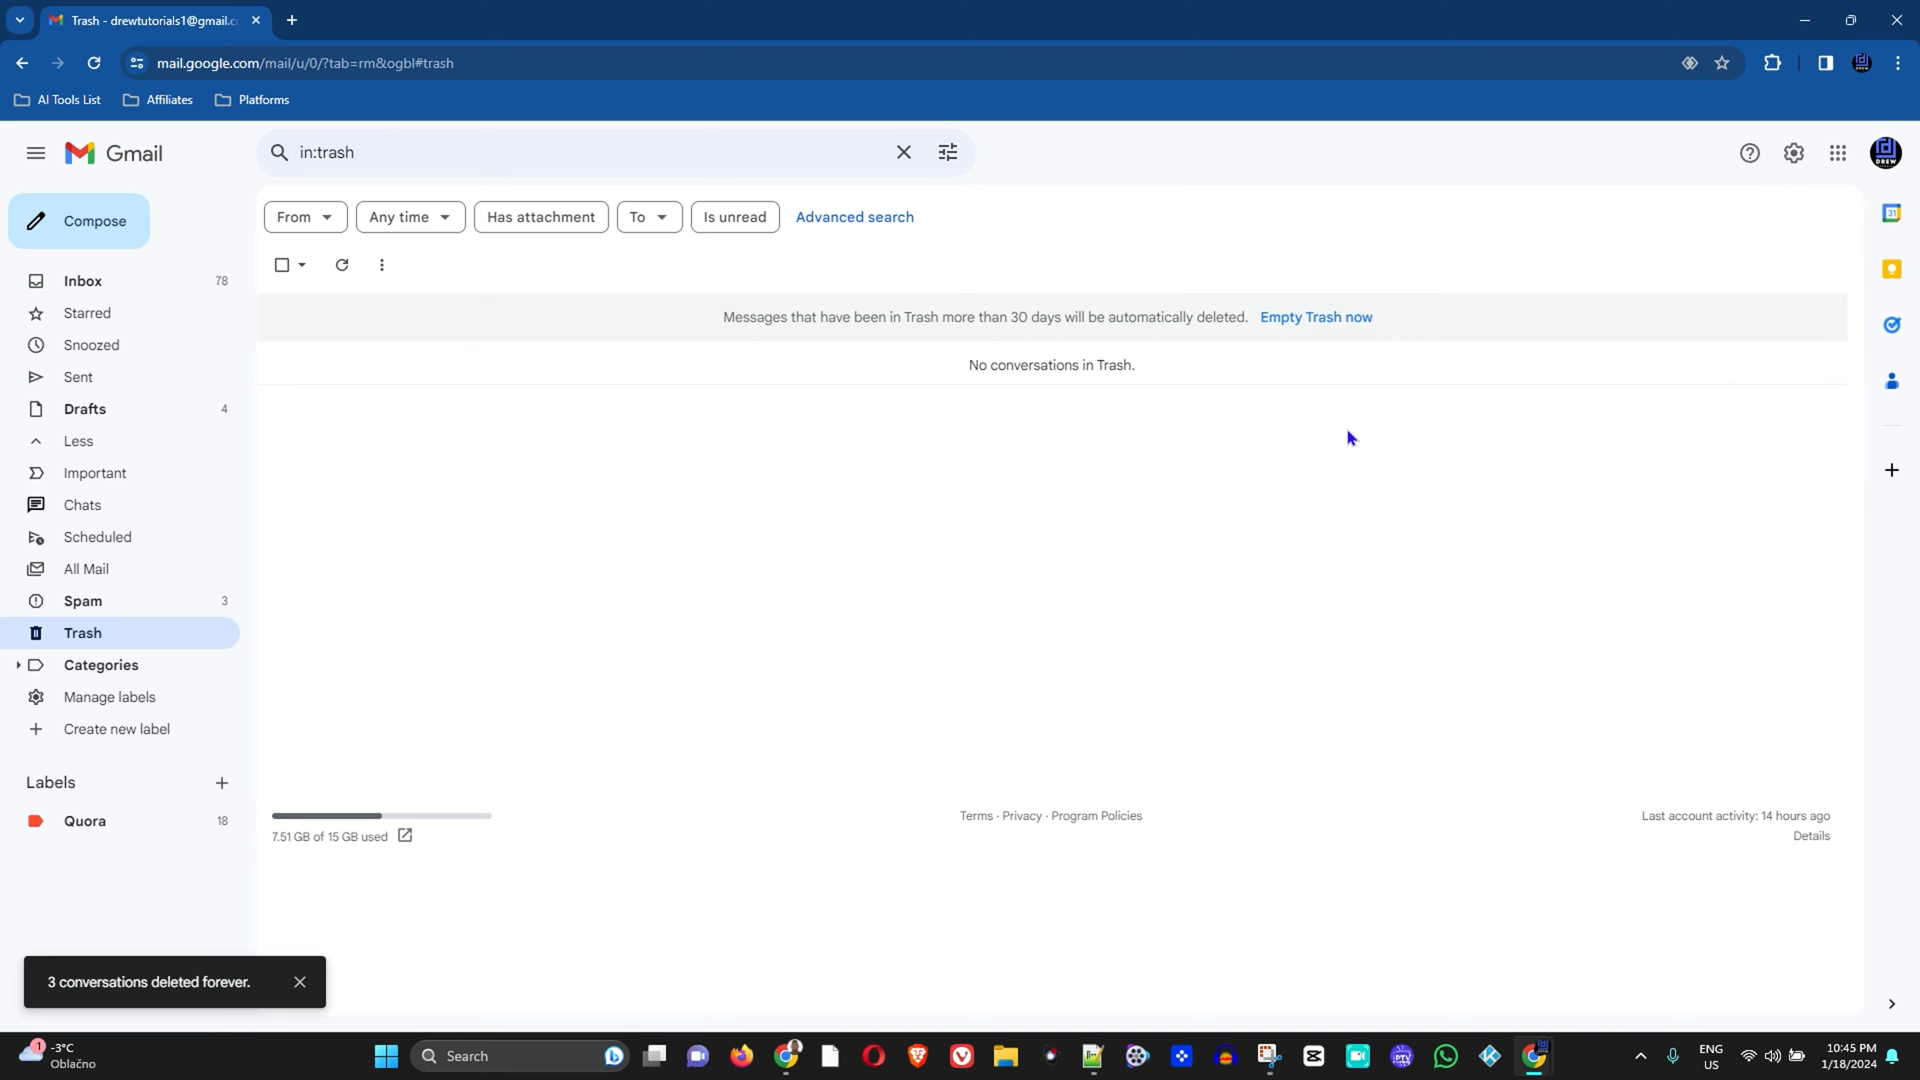 Trash - drewtutorials1@gmail.c
mail.google.com/mail/u/0/?tab=rm&ogbl#trash
AI Tools List
Affiliates
Platforms
Gmail
in:trash
Compose
From
Any time
Has attachment
To
Is unread
Advanced search
Inbox 78
Starred
Snoozed
Sent
Drafts 4
Less
Important
Chats
Scheduled
All Mail
Spam 3
Trash
Categories
Manage labels
Create new label
Labels
Quora 18
Messages that have been in Trash more than 30 days will be automatically deleted. Empty Trash now
No conversations in Trash.
7.51 GB of 15 GB used
Terms · Privacy · Program Policies
Last account activity: 14 hours ago
Details
31
DREW
3 conversations deleted forever.
1
-3°C
Oblačno
Search
PTV
ENG
US
10:45 PM
1/18/2024